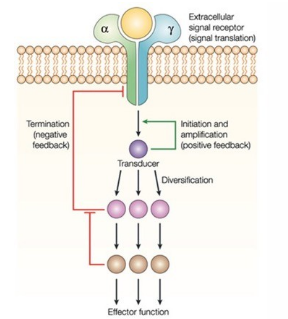 Extracellular
signal receptor
(signal translation)
α
γ
Termination
(negative
feedback)
Initiation and
amplification
(positive feedback)
Transducer
Diversification
Effector function